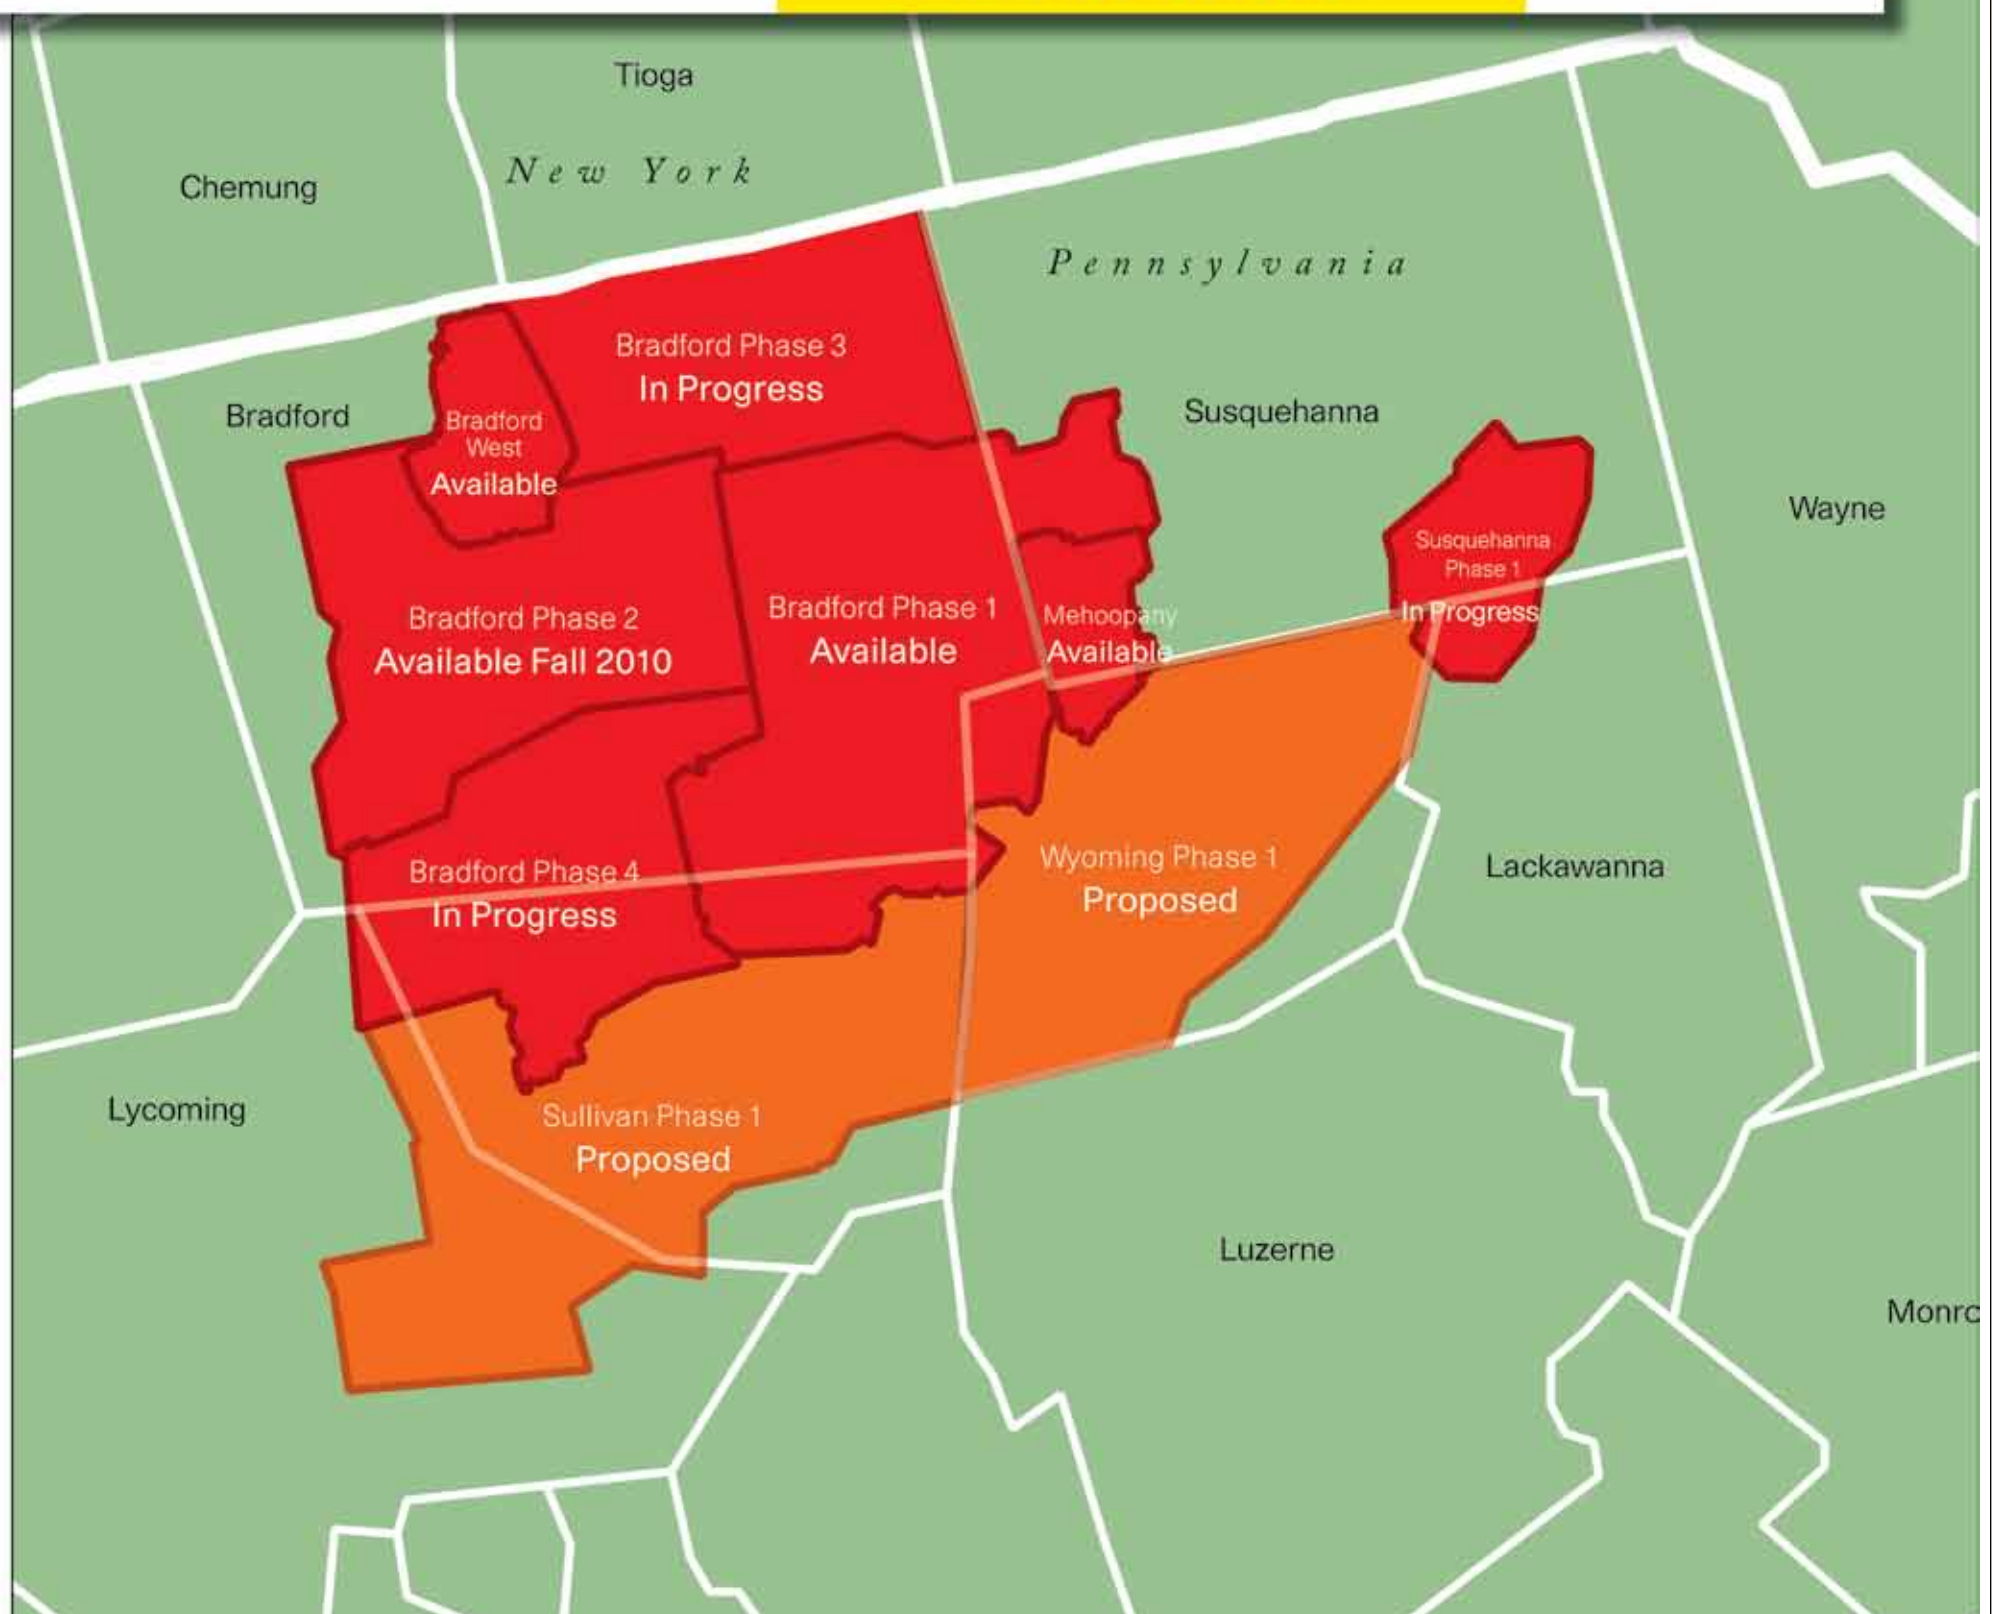 Tioga
New York
Chemung
Pennsylvania
Bradford Phase 3
In Progress
Bradford
Susquehanna
Bradford
West
Available
Wayne
Susquehanna
Phase 1
In Progress
Bradford Phase 2
Available Fall 2010
Bradford Phase 1
Available
Mehoopany
Available
Wyoming Phase 1
Proposed
Lackawanna
Bradford Phase 4
In Progress
Lycoming
Sullivan Phase 1
Proposed
Luzerne
Monro